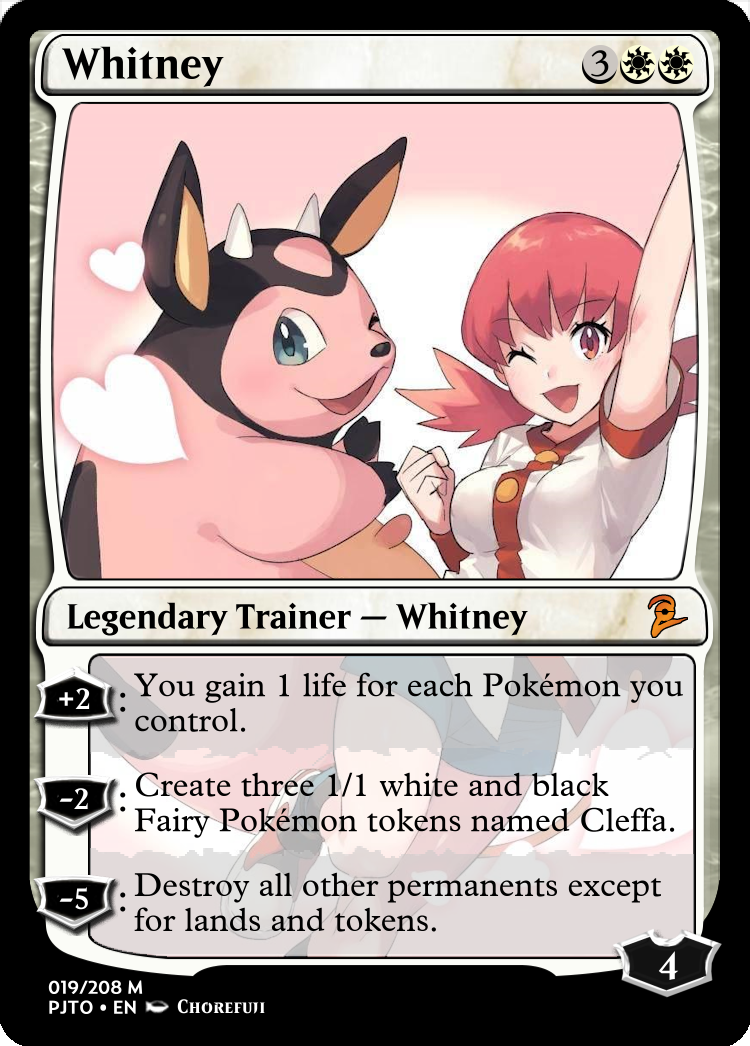 Whitney 3
Legendary Trainer — Whitney
+2: You gain 1 life for each Pokémon you
control.
-2: Create three 1/1 white and black
Fairy Pokémon tokens named Cleffa.
-5: Destroy all other permanents except
for lands and tokens.
4
019/208 M
PJTO • EN CHOREFUJI